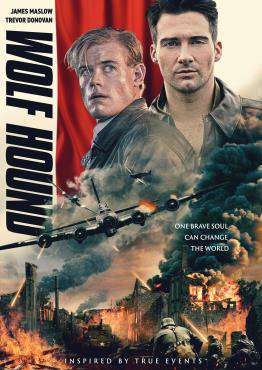 JAMES MASLOW
TREVOR DONOVAN
WOLF HOUND
ONE BRAVE SOUL
CAN CHANGE
THE WORLD
INSPIRED BY TRUE EVENTS